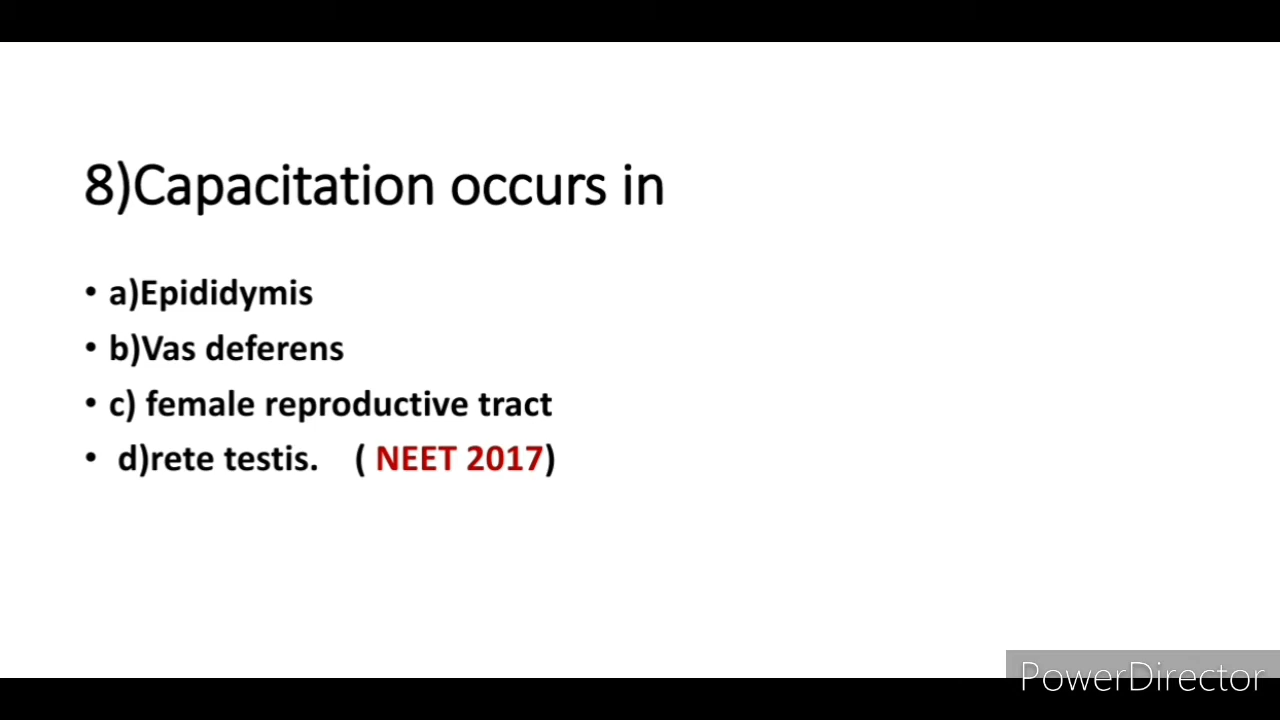 8)Capacitation occurs in
• a)Epididymis
• b)Vas deferens
• c) female reproductive tract
• d)rete testis. ( NEET 2017)
PowerDirector